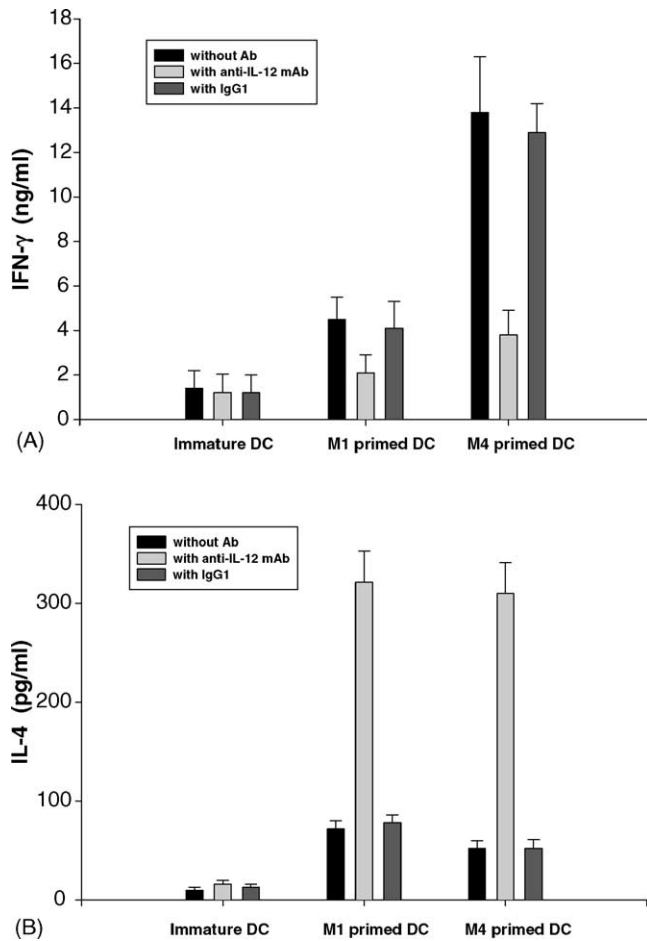 18
16
14
12
10
8
6
4
2
0
IFN-γ (ng/ml)
without Ab
with anti-IL-12 mAb
with IgG1
Immature DC M1 primed DC M4 primed DC
(A)
400
300
200
100
0
IL-4 (pg/ml)
without Ab
with anti-IL-12 mAb
with IgG1
Immature DC M1 primed DC M4 primed DC
(B)